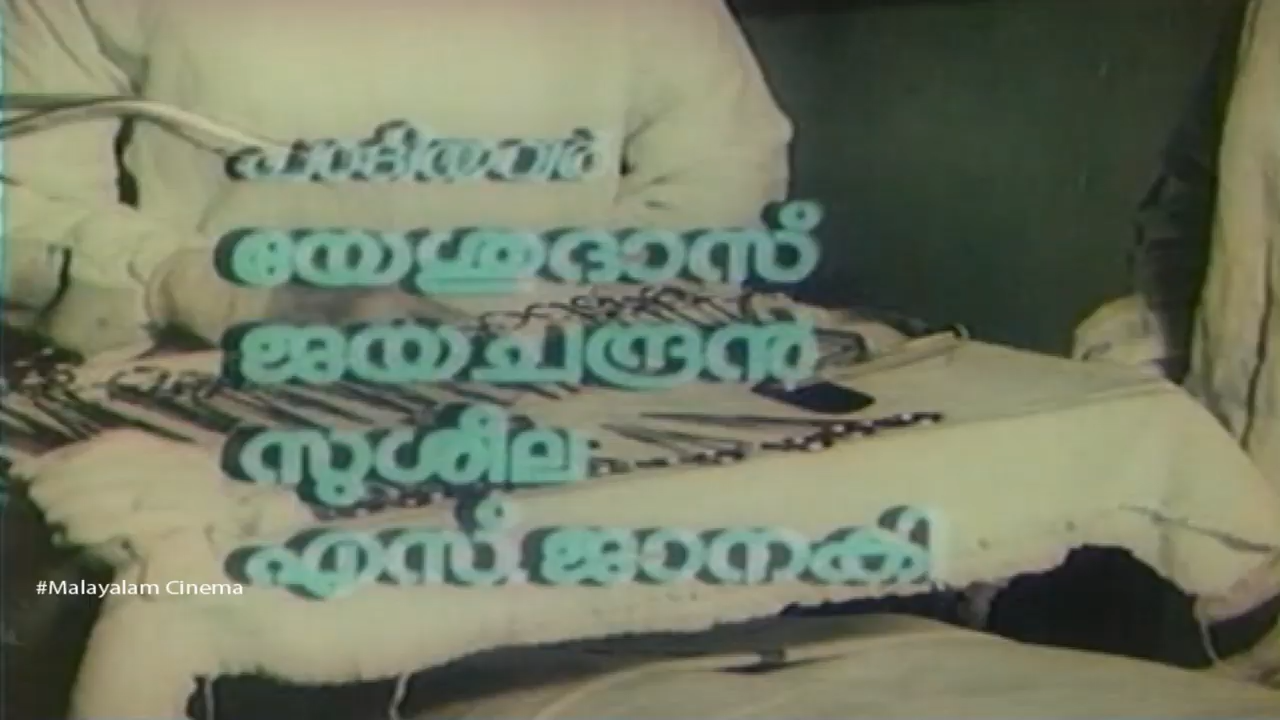 പാടിയവർ
യേശുദാസ്
ജയചന്ദ്രൻ
സുശീല
എസ്. ജാനകി
#Malayalam Cinema